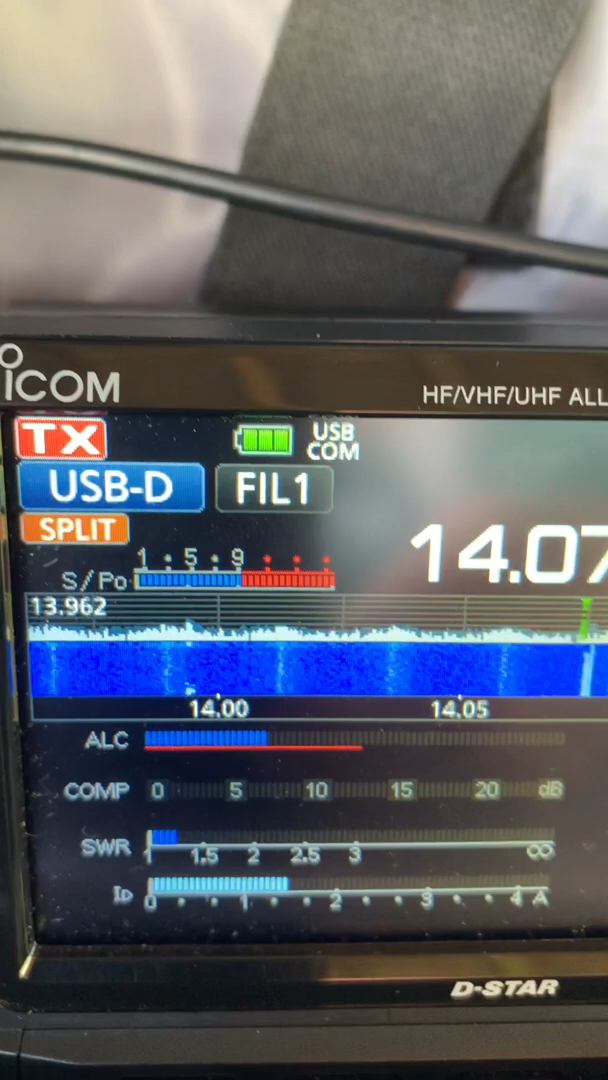 ICOM
HF/VHF/UHF ALL
TX
USB COM
USB-D FIL1
SPLIT
14.07
1 5 9
S/Po
13.962
14.00 14.05
ALC
COMP 0 5 10 15 20 dB
SWR 1 1.5 2 2.5 3 ∞
ID 0 1 2 3 4 A
D-STAR